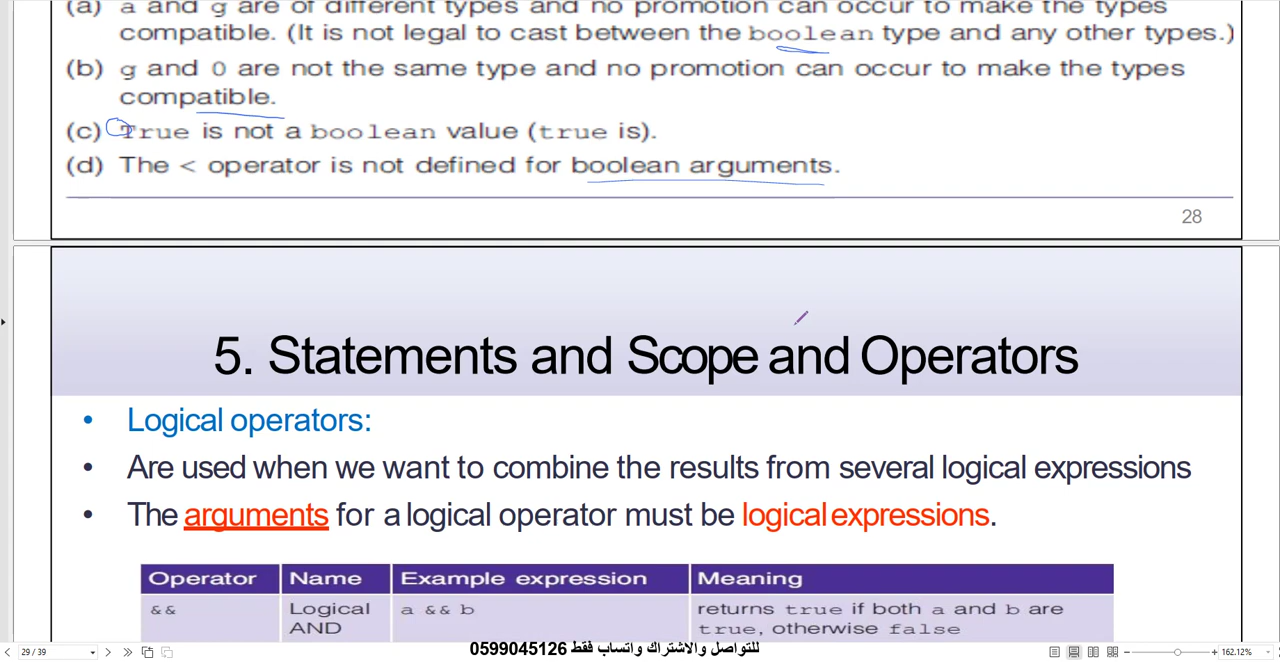 (a) a and g are of different types and no promotion can occur to make the types
compatible. (It is not legal to cast between the boolean type and any other types.)
(b) g and 0 are not the same type and no promotion can occur to make the types
compatible.
(c) True is not a boolean value (true is).
(d) The < operator is not defined for boolean arguments.
28
5. Statements and Scope and Operators
• Logical operators:
• Are used when we want to combine the results from several logical expressions
• The arguments for a logical operator must be logical expressions.
Operator Name Example expression Meaning
&& Logical AND a && b returns true if both a and b are
true, otherwise false
للتواصل والاشتراك واتساب فقط 0599045126
29 / 39
162.12%